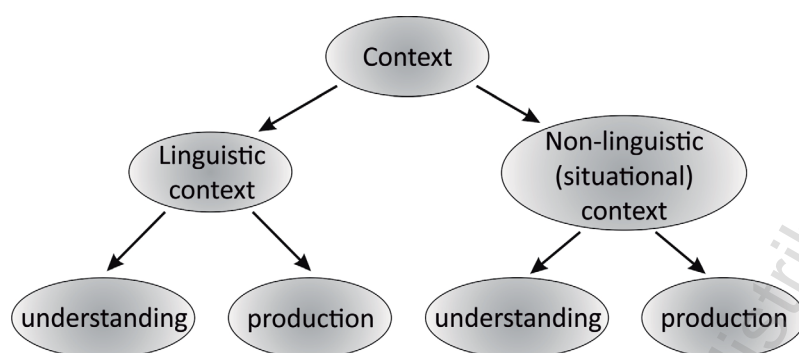 Context
Linguistic
context
Non-linguistic
(situational)
context
understanding
production
understanding
production